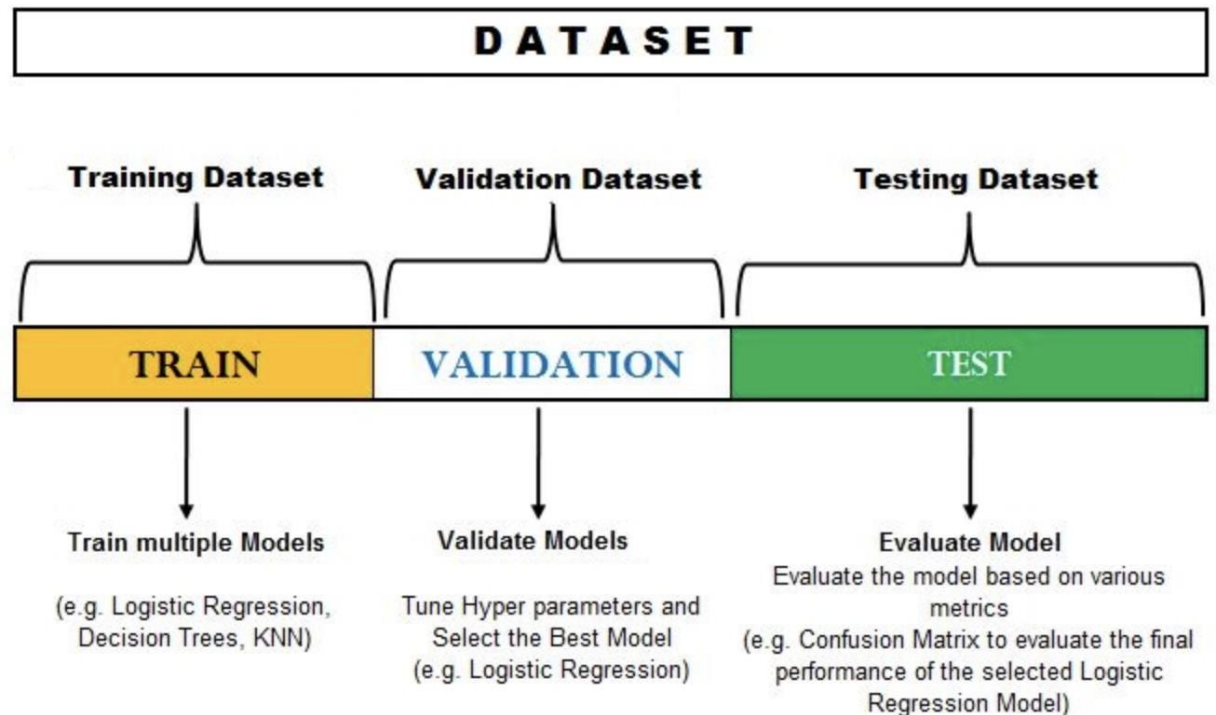 DATASET
Training Dataset
Validation Dataset
Testing Dataset
TRAIN
VALIDATION
TEST
Train multiple Models
(e.g. Logistic Regression,
Decision Trees, KNN)
Validate Models
Tune Hyper parameters and
Select the Best Model
(e.g. Logistic Regression)
Evaluate Model
Evaluate the model based on various
metrics
(e.g. Confusion Matrix to evaluate the final
performance of the selected Logistic
Regression Model)